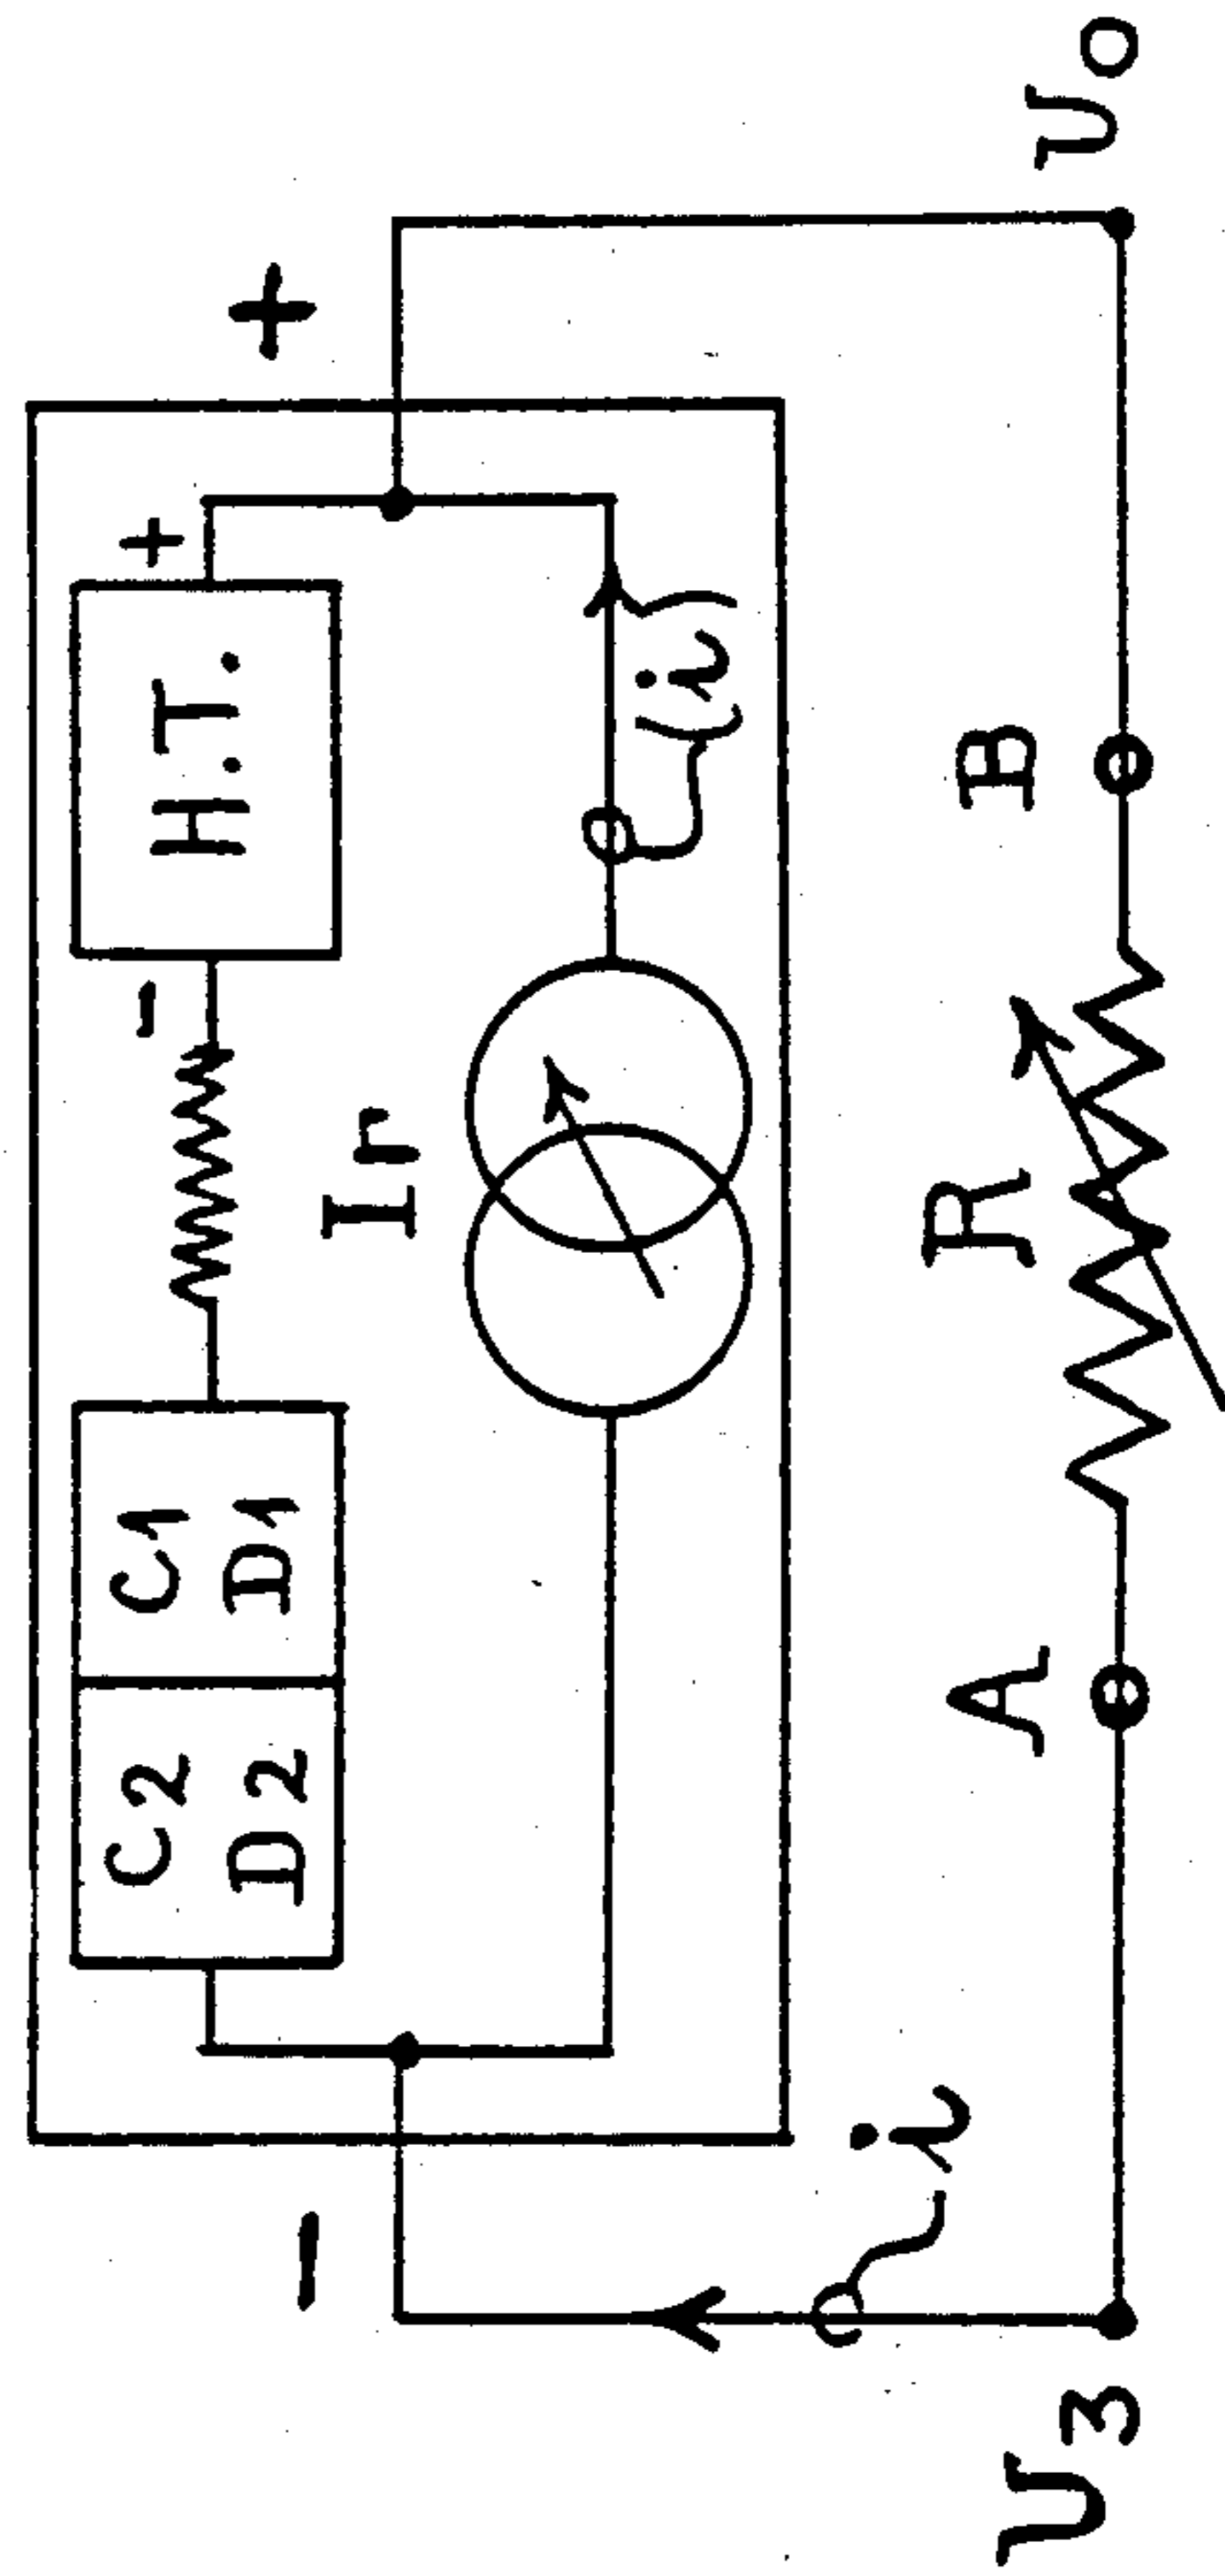 - +
C2 C1
D2 D1
- H.T. +
Ir
i
(i)
A R B
U3 U0